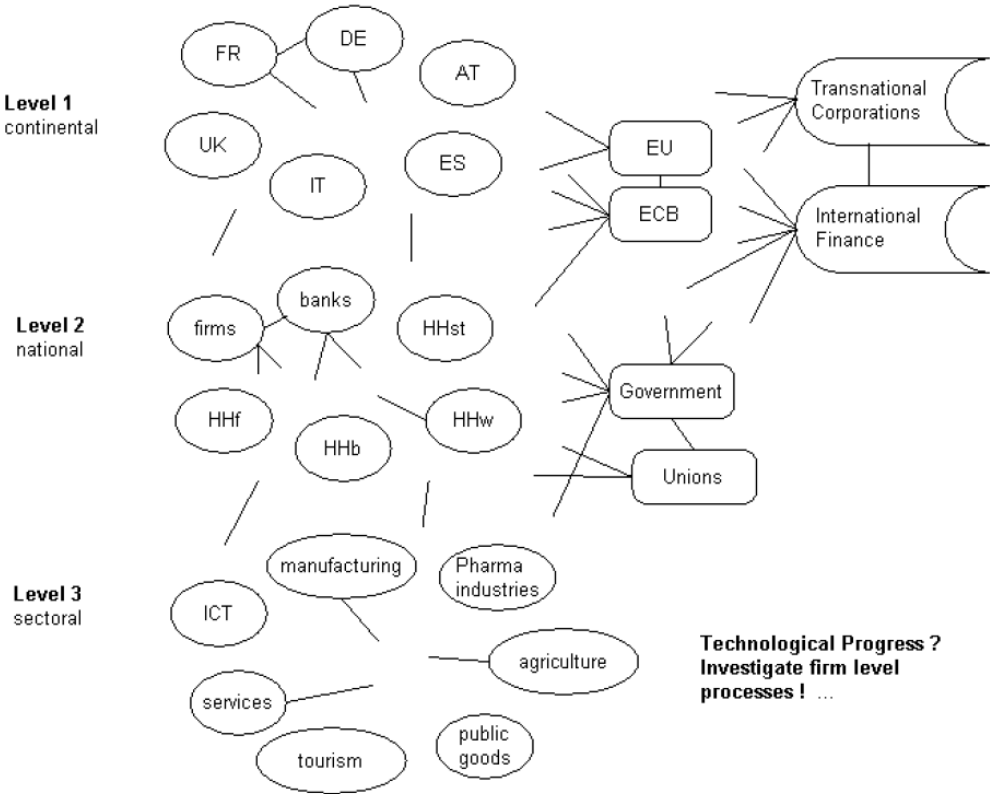 FR
DE
AT
Level 1
continental
UK
IT
ES
EU
ECB
Transnational
Corporations
International
Finance
Level 2
national
firms
banks
HHst
HHf
HHb
HHw
Government
Unions
Level 3
sectoral
manufacturing
Pharma
industries
ICT
agriculture
services
tourism
public
goods
Technological Progress ?
Investigate firm level
processes ! ...